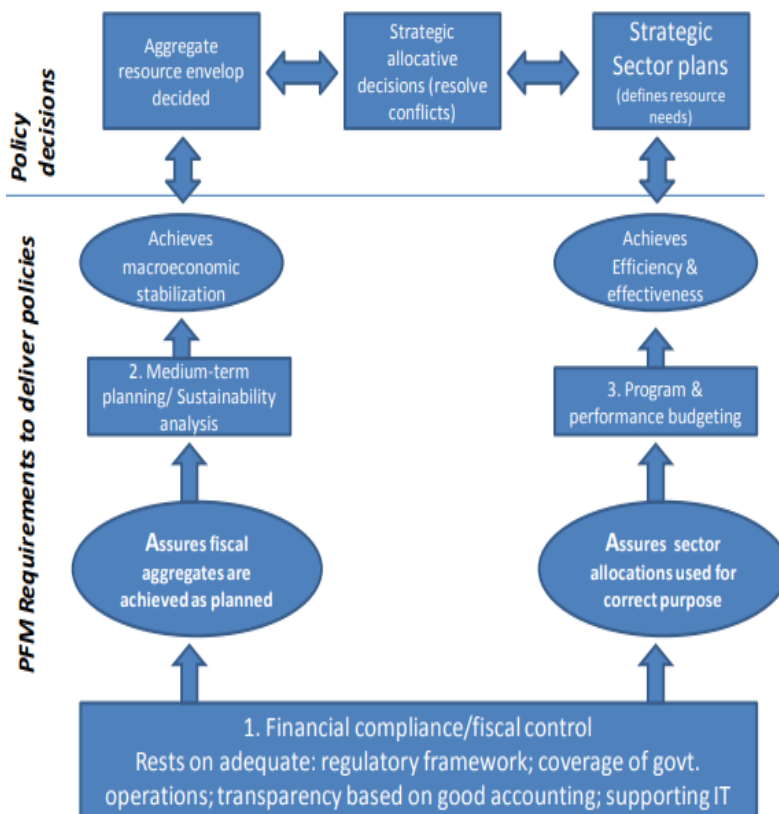 Policy
decisions
Aggregate
resource envelop
decided
Strategic
allocative
decisions (resolve
conflicts)
Strategic
Sector plans
(defines resource
needs)
PFM Requirements to deliver policies
Achieves
macroeconomic
stabilization
Achieves
Efficiency &
effectiveness
2. Medium-term
planning/ Sustainability
analysis
3. Program &
performance budgeting
Assures fiscal
aggregates are
achieved as planned
Assures sector
allocations used for
correct purpose
1. Financial compliance/fiscal control
Rests on adequate: regulatory framework; coverage of govt.
operations; transparency based on good accounting; supporting IT